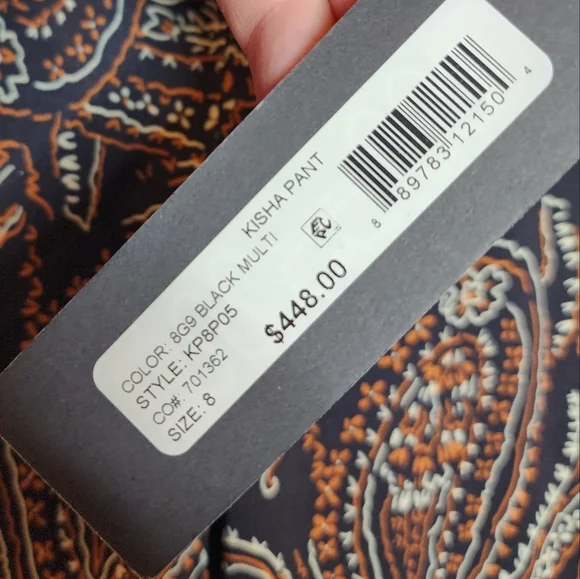 KISHA PANT
COLOR: 8G9 BLACK MULTI
STYLE: KP8P05
CO#: 701362
SIZE: 8
$448.00
8 89783 12150 4